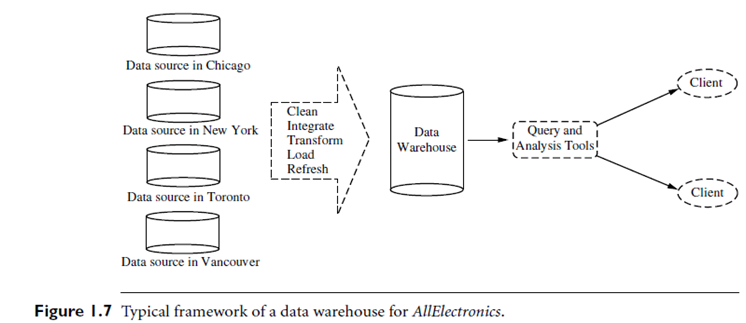 Data source in Chicago
Client
Data source in New York
Clean
Integrate
Transform
Load
Refresh
Data
Warehouse
Query and
Analysis Tools
Data source in Toronto
Client
Data source in Vancouver
Figure 1.7 Typical framework of a data warehouse for AllElectronics.